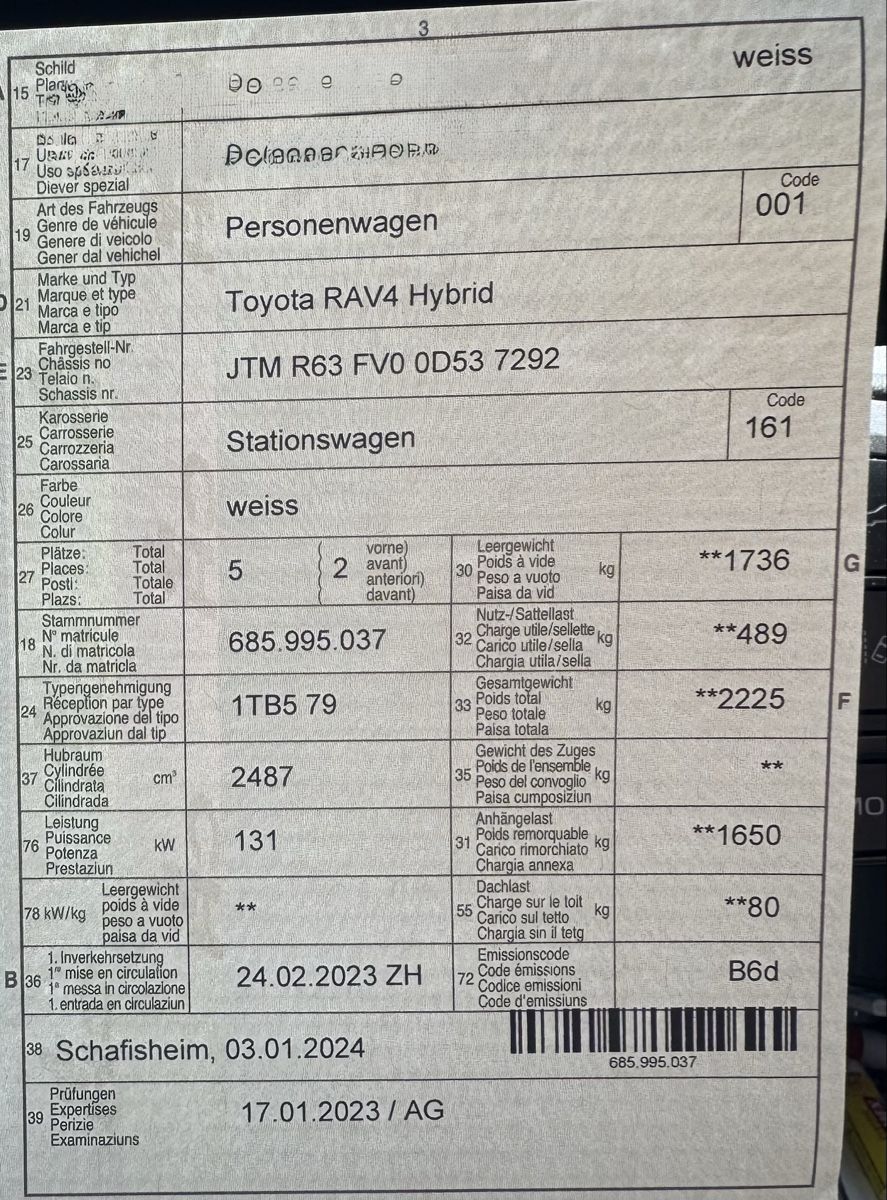 3
15 Schild weiss
17
Uso
Diever spezial
19 Art des Fahrzeugs
Genre de véhicule
Genere di veicolo
Gener dal vehichel
Personenwagen
Code
001
21 Marke und Typ
Marque et type
Marca e tipo
Marca e tip
Toyota RAV4 Hybrid
23 Fahrgestell-Nr.
Châssis no
Telaio n.
Schassis nr.
JTM R63 FV0 0D53 7292
25 Karosserie
Carrosserie
Carrozzeria
Carossaria
Stationswagen
Code
161
26 Farbe
Couleur
Colore
Colur
weiss
27 Plätze: Total
Places: Total
Posti: Totale
Plazs: Total
5
( 2 vorne)
( avant)
( anteriori)
( davant)
30 Leergewicht
Poids à vide
Peso a vuoto
Paisa da vid
kg
**1736
G
18 Stammnummer
N° matricule
N. di matricola
Nr. da matricla
685.995.037
32 Nutz-/Sattellast
Charge utile/sellette
Carico utile/sella
Chargia utila/sella
kg
**489
24 Typengenehmigung
Réception par type
Approvazione del tipo
Approvaziun dal tip
1TB5 79
33 Gesamtgewicht
Poids total
Peso totale
Paisa totala
kg
**2225
F
37 Hubraum
Cylindrée
Cilindrata
Cilindrada
cm³
2487
35 Gewicht des Zuges
Poids de l'ensemble
Peso del convoglio
Paisa cumposiziun
kg
**
76 Leistung
Puissance
Potenza
Prestaziun
kW
131
31 Anhängelast
Poids remorquable
Carico rimorchiato
Chargia annexa
kg
**1650
78 kW/kg
Leergewicht
poids à vide
peso a vuoto
paisa da vid
**
55 Dachlast
Charge sur le toit
Carico sul tetto
Chargia sin il tetg
kg
**80
B
36 1. Inverkehrsetzung
1re mise en circulation
1a messa in circolazione
1. entrada en circulaziun
24.02.2023 ZH
72 Emissionscode
Code émissions
Codice emissioni
Code d'emissiuns
B6d
38 Schafisheim, 03.01.2024
685.995.037
39 Prüfungen
Expertises
Perizie
Examinaziuns
17.01.2023 / AG